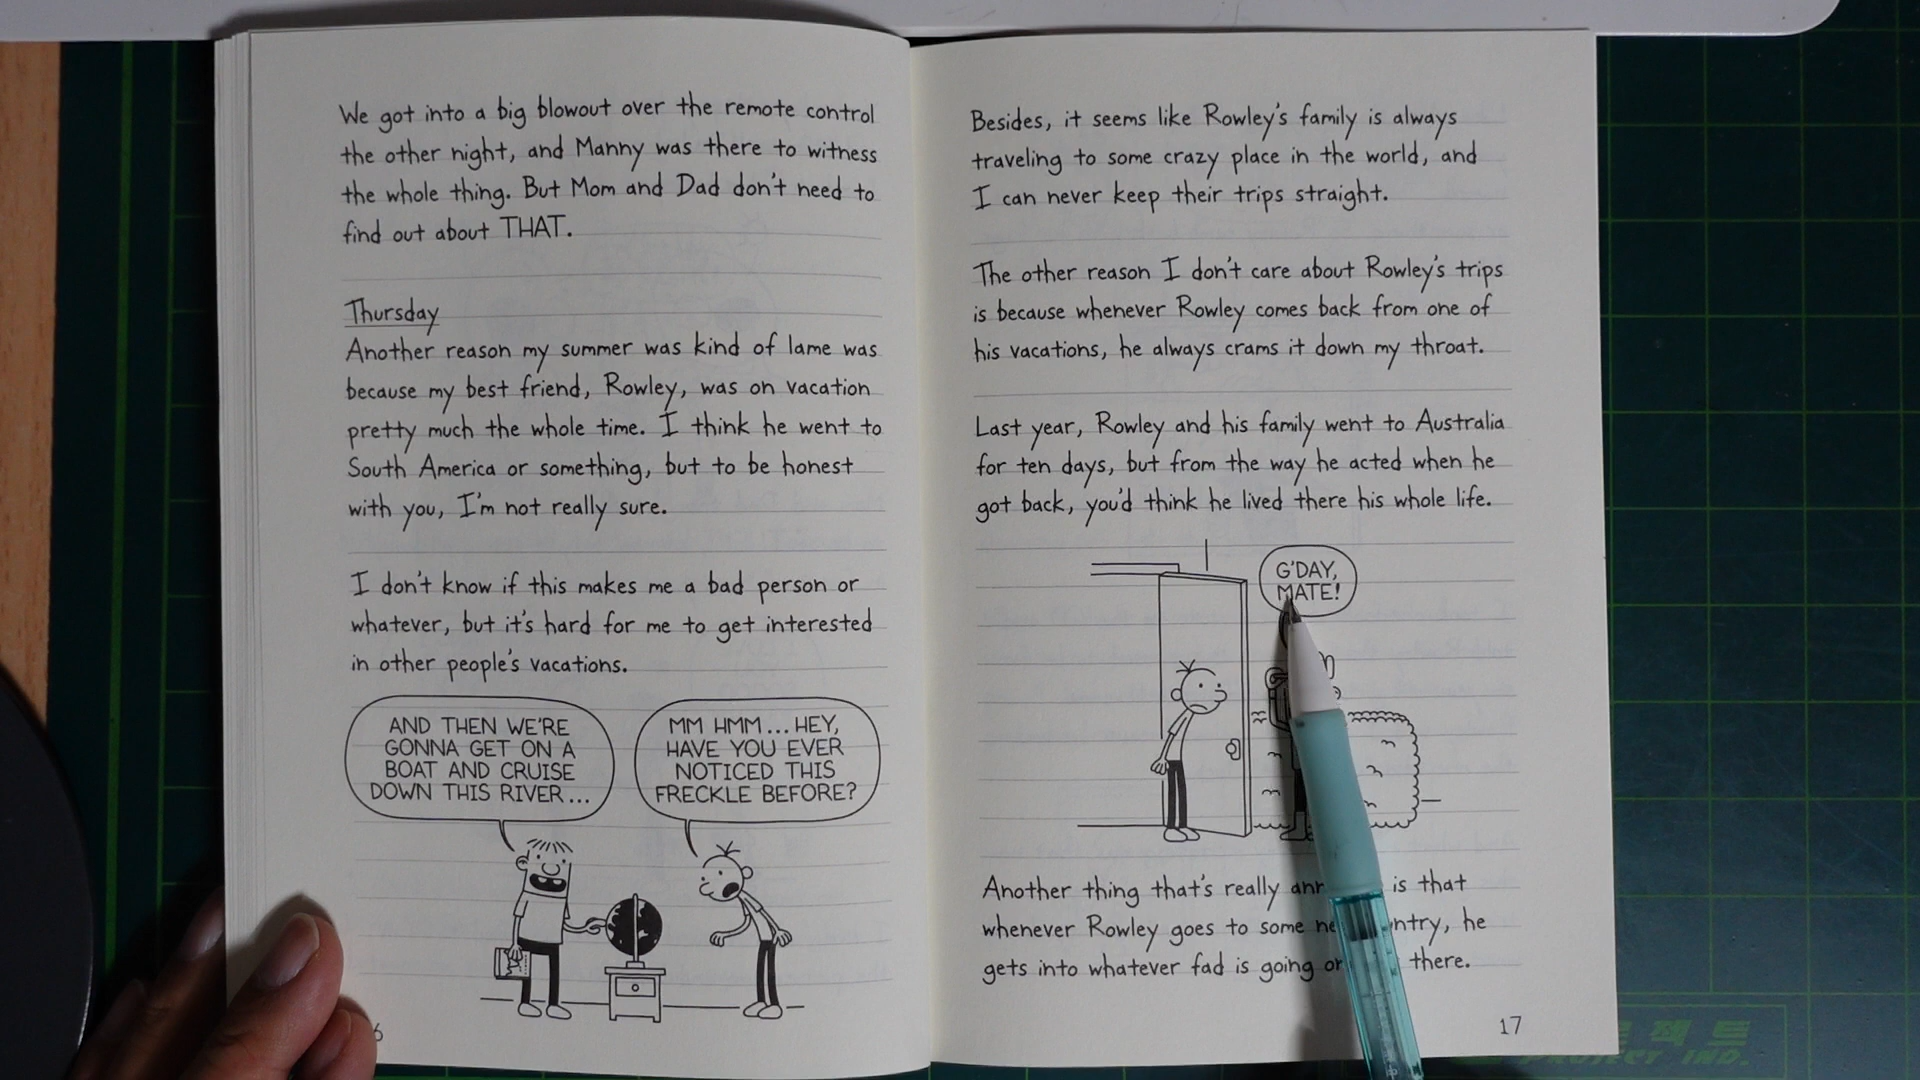 We got into a big blowout over the remote control
the other night, and Manny was there to witness
the whole thing. But Mom and Dad don't need to
find out about THAT.
Thursday
Another reason my summer was kind of lame was
because my best friend, Rowley, was on vacation
pretty much the whole time. I think he went to
South America or something, but to be honest
with you, I'm not really sure.
I don't know if this makes me a bad person or
whatever, but it's hard for me to get interested
in other people's vacations.
AND THEN WE'RE
GONNA GET ON A
BOAT AND CRUISE
DOWN THIS RIVER...
MM HMM... HEY,
HAVE YOU EVER
NOTICED THIS
FRECKLE BEFORE?
6
Besides, it seems like Rowley's family is always
traveling to some crazy place in the world, and
I can never keep their trips straight.
The other reason I don't care about Rowley's trips
is because whenever Rowley comes back from one of
his vacations, he always crams it down my throat.
Last year, Rowley and his family went to Australia
for ten days, but from the way he acted when he
got back, you'd think he lived there his whole life.
G'DAY,
MATE!
Another thing that's really is that
whenever Rowley goes to some he
gets into whatever fad is going there.
17
PROJECT IND.